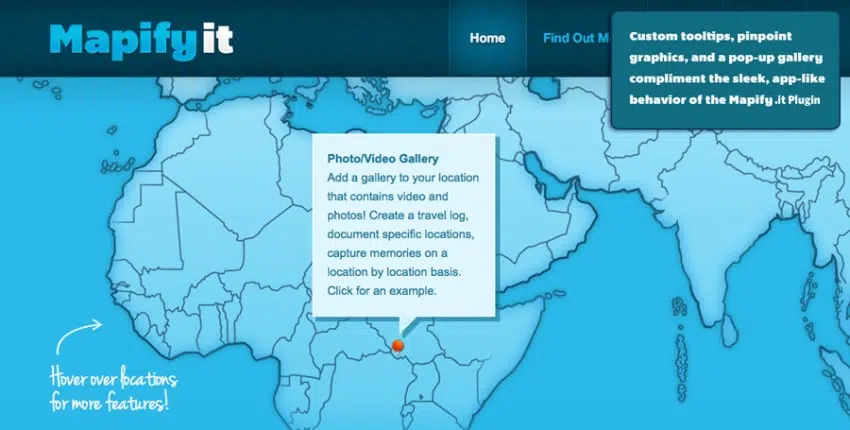 Mapify it
Home
Find Out M
Custom tooltips, pinpoint
graphics, and a pop-up gallery
compliment the sleek, app-like
behavior of the Mapify .it Plugin
Photo/Video Gallery
Add a gallery to your location
that contains video and
photos! Create a travel log,
document specific locations,
capture memories on a
location by location basis.
Click for an example.
Hover over locations
for more features!